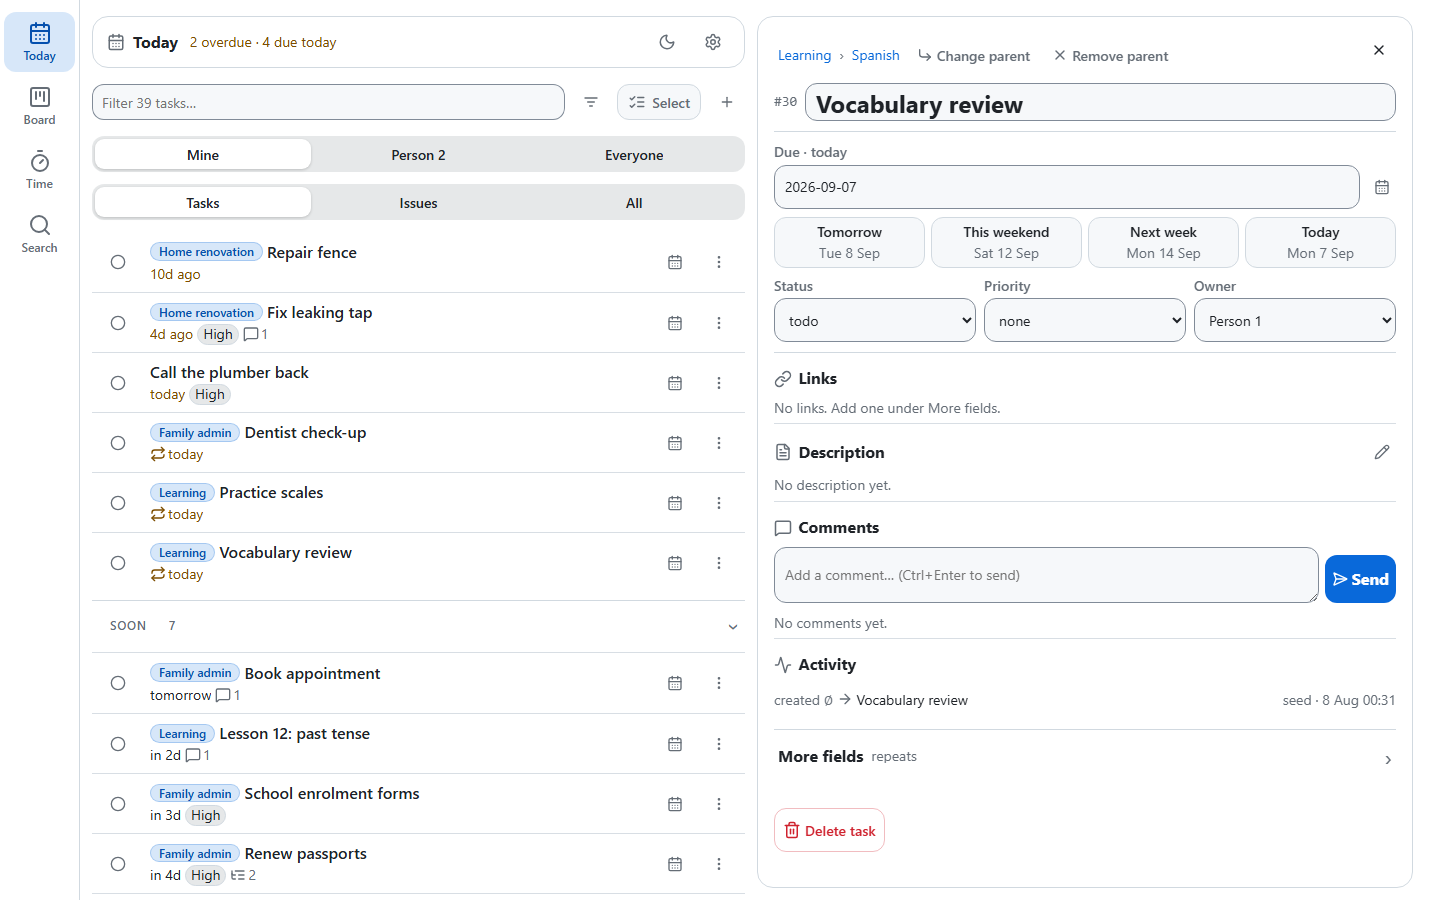 Today
Board
Time
Search
Today 2 overdue · 4 due today
Filter 39 tasks...
Select
Mine Person 2 Everyone
Tasks Issues All
Home renovation Repair fence
10d ago
Home renovation Fix leaking tap
4d ago High 1
Call the plumber back
today High
Family admin Dentist check-up
today
Learning Practice scales
today
Learning Vocabulary review
today
SOON 7
Family admin Book appointment
tomorrow 1
Learning Lesson 12: past tense
in 2d 1
Family admin School enrolment forms
in 3d High
Family admin Renew passports
in 4d High 2
Learning › Spanish Change parent Remove parent
#30 Vocabulary review
Due · today
2026-09-07
Tomorrow This weekend Next week Today
Tue 8 Sep Sat 12 Sep Mon 14 Sep Mon 7 Sep
Status Priority Owner
todo none Person 1
Links
No links. Add one under More fields.
Description
No description yet.
Comments
Add a comment... (Ctrl+Enter to send)
Send
No comments yet.
Activity
created ∅ → Vocabulary review seed · 8 Aug 00:31
More fields repeats
Delete task